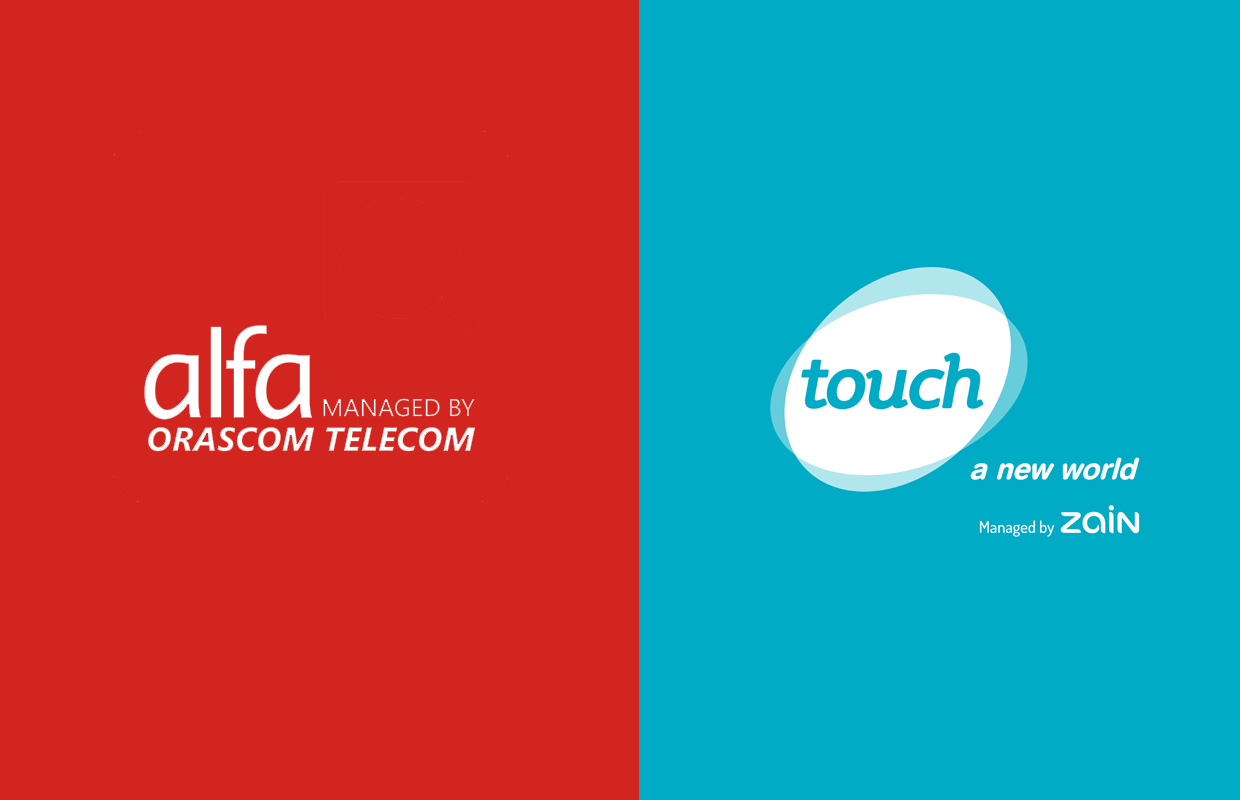 alfa MANAGED BY
ORASCOM TELECOM
touch
a new world
Managed by zain